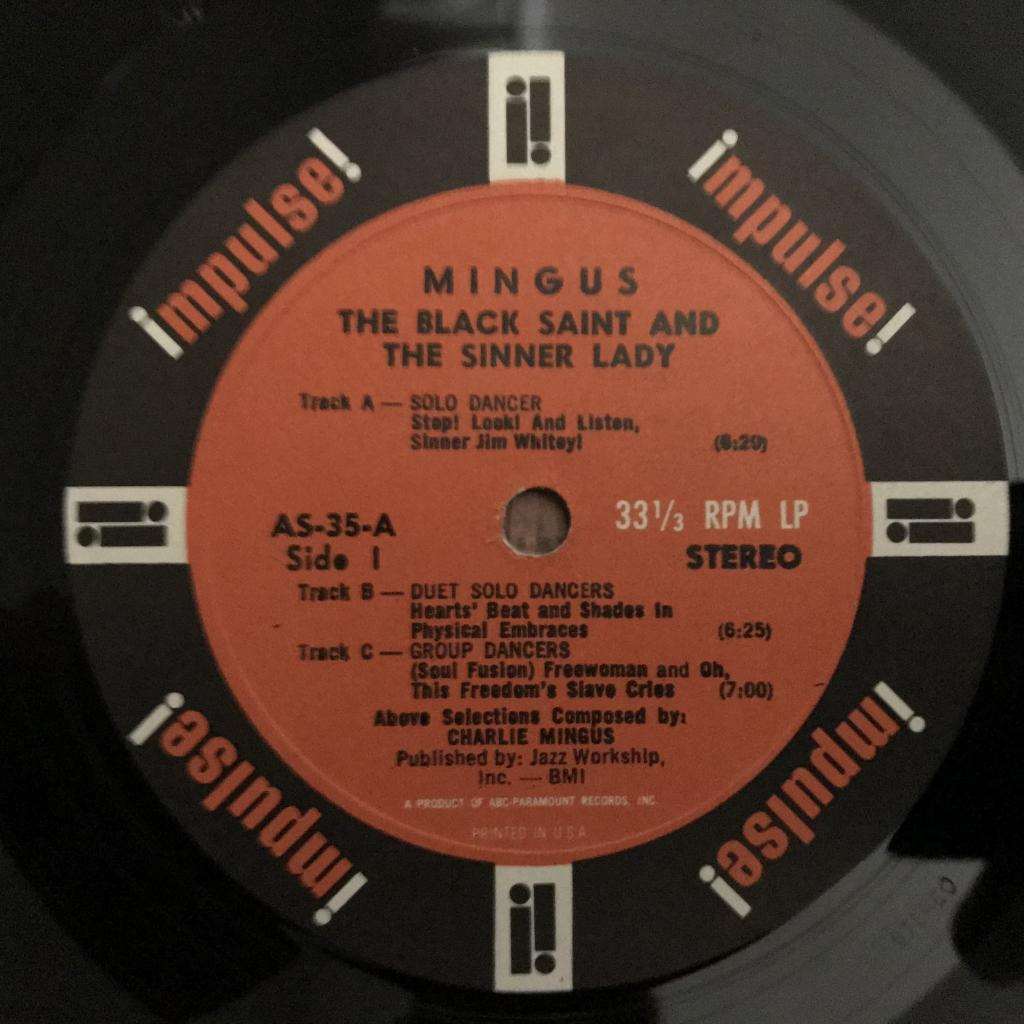 impulse!
impulse!
MINGUS
THE BLACK SAINT AND
THE SINNER LADY
Track A — SOLO DANCER
Stop! Look! And Listen,
Sinner Jim Whitey! (6:20)
AS-35-A
Side 1
33 1/3 RPM LP
STEREO
Track B — DUET SOLO DANCERS
Hearts' Beat and Shades in
Physical Embraces (6:25)
Track C — GROUP DANCERS
(Soul Fusion) Freewoman and Oh,
This Freedom's Slave Cries (7:00)
Above Selections Composed by:
CHARLIE MINGUS
Published by: Jazz Workship,
Inc. — BMI
A PRODUCT OF ABC-PARAMOUNT RECORDS, INC.
PRINTED IN U.S.A.
impulse!
impulse!